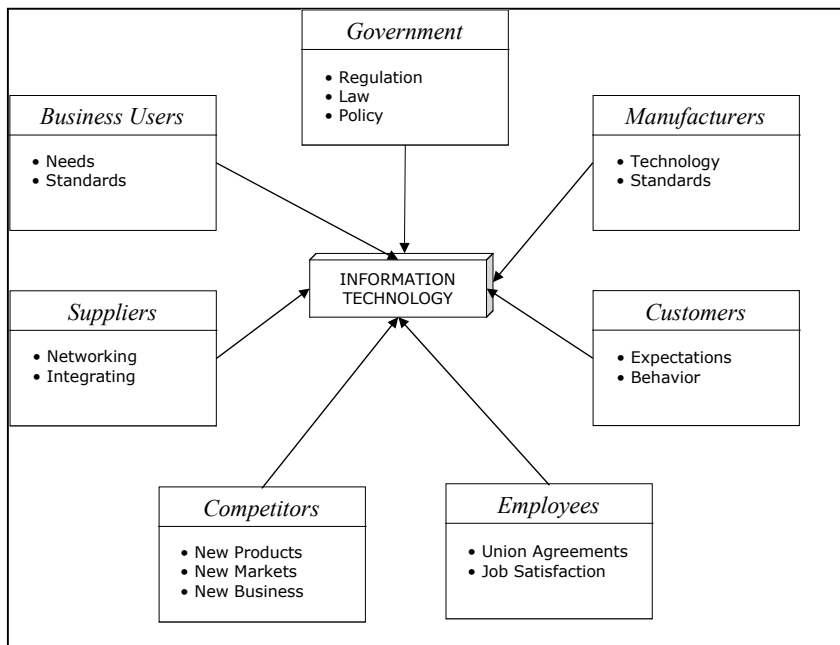 Government
• Regulation
• Law
• Policy
Business Users
• Needs
• Standards
Manufacturers
• Technology
• Standards
INFORMATION
TECHNOLOGY
Suppliers
• Networking
• Integrating
Customers
• Expectations
• Behavior
Competitors
• New Products
• New Markets
• New Business
Employees
• Union Agreements
• Job Satisfaction